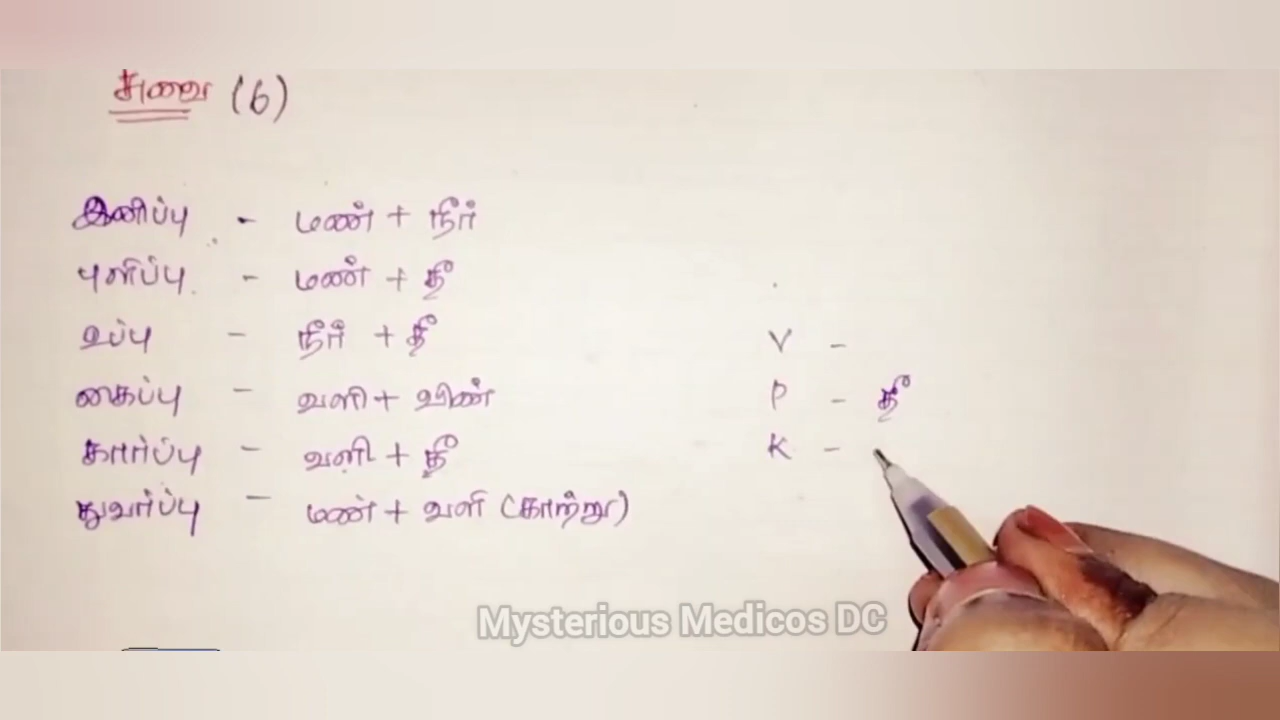 சுவை (6)
இனிப்பு - மண் + நீர்
புளிப்பு - மண் + தீ
உப்பு - நீர் + தீ
கைப்பு - வளி + விண்
கார்ப்பு - வளி + தீ
துவர்ப்பு - மண் + வளி (காற்று)
V -
P - தீ
K -
Mysterious Medicos DC